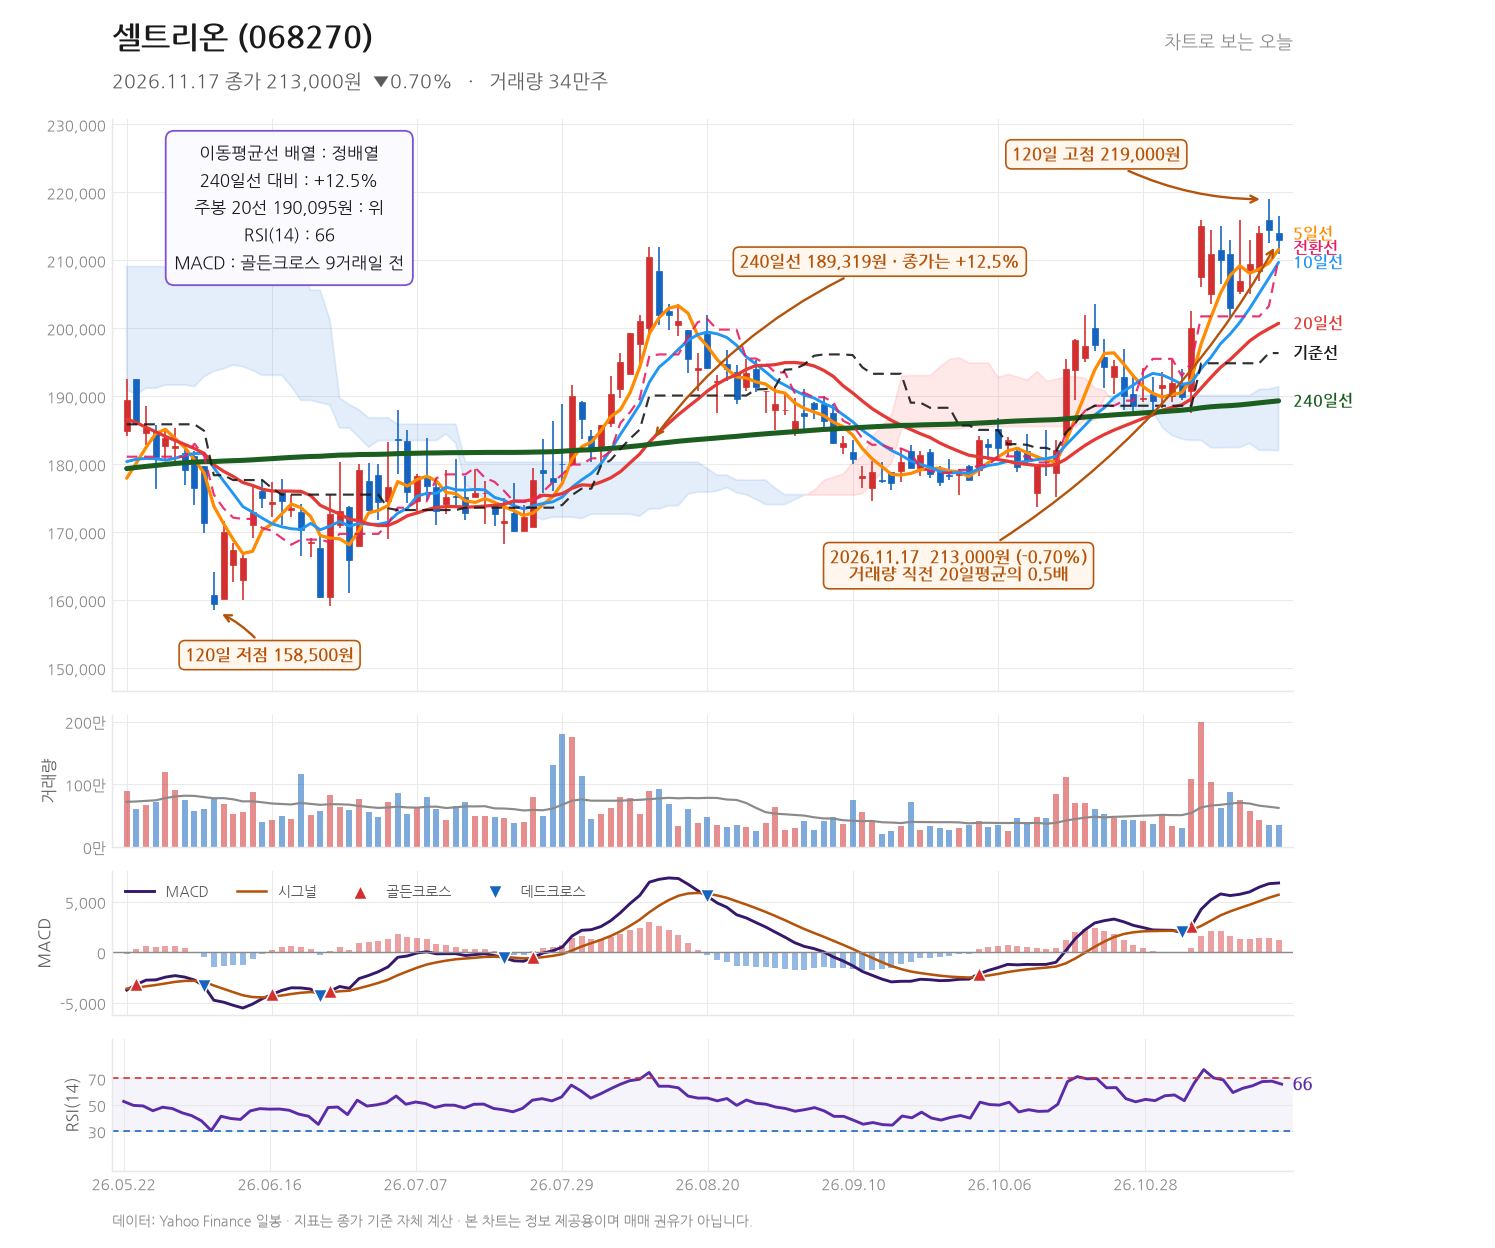 셀트리온 (068270)
차트로 보는 오늘
2026.11.17 종가 213,000원 ▼0.70% · 거래량 34만주
230,000
220,000
210,000
200,000
190,000
180,000
170,000
160,000
150,000
이동평균선 배열 : 정배열
240일선 대비 : +12.5%
주봉 20선 190,095원 : 위
RSI(14) : 66
MACD : 골든크로스 9거래일 전
120일 고점 219,000원
240일선 189,319원 · 종가는 +12.5%
2026.11.17 213,000원 (-0.70%)
거래량 직전 20일평균의 0.5배
120일 저점 158,500원
5일선
전환선
10일선
20일선
기준선
240일선
거래량
200만
100만
0만
MACD
MACD
시그널
골든크로스
데드크로스
5,000
0
-5,000
RSI(14)
70
50
30
66
26.05.22
26.06.16
26.07.07
26.07.29
26.08.20
26.09.10
26.10.06
26.10.28
데이터: Yahoo Finance 일봉 · 지표는 종가 기준 자체 계산 · 본 차트는 정보 제공용이며 매매 권유가 아닙니다.